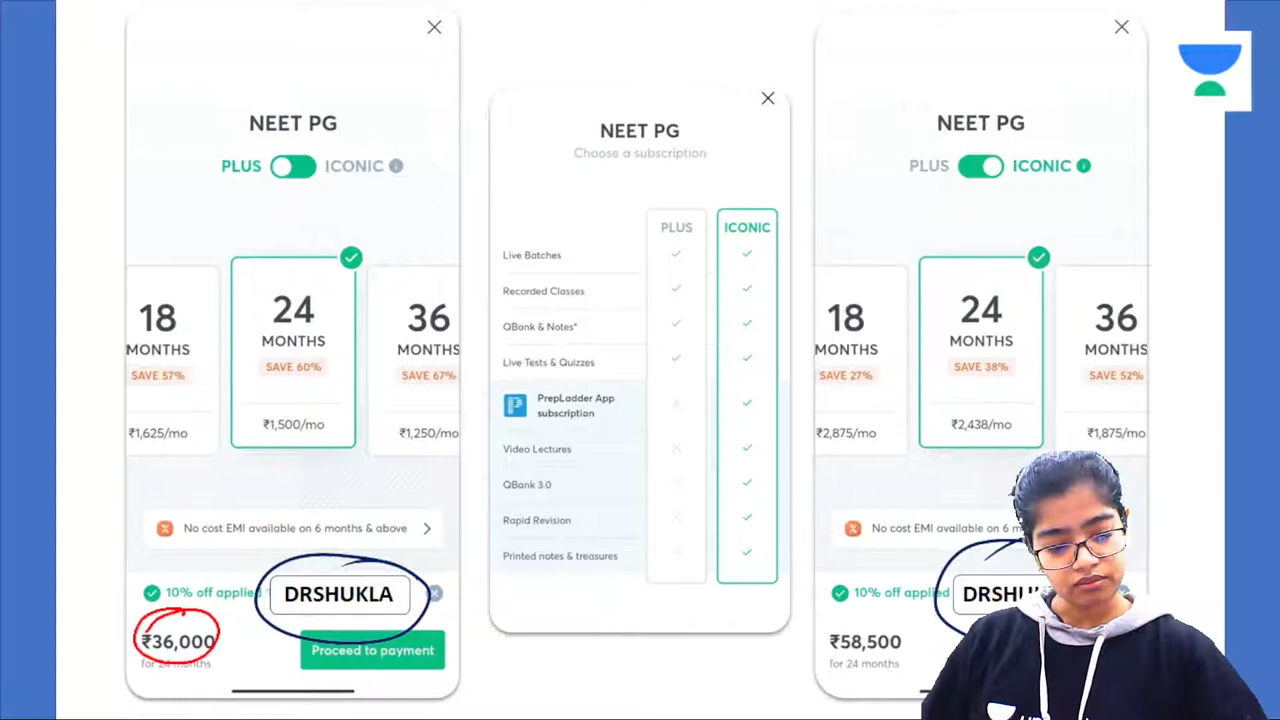 NEET PG
PLUS ICONIC
18
MONTHS
SAVE 57%
₹1,625/mo
24
MONTHS
SAVE 60%
₹1,500/mo
36
MONTHS
SAVE 67%
₹1,250/mo
No cost EMI available on 6 months & above
10% off applied
DRSHUKLA
₹36,000
for 24 months
Proceed to payment
NEET PG
Choose a subscription
PLUS ICONIC
Live Batches
Recorded Classes
QBank & Notes*
Live Tests & Quizzes
PrepLadder App
subscription
Video Lectures
QBank 3.0
Rapid Revision
Printed notes & treasures
NEET PG
PLUS ICONIC
18
MONTHS
SAVE 27%
₹2,875/mo
24
MONTHS
SAVE 38%
₹2,438/mo
36
MONTHS
SAVE 52%
₹1,875/mo
No cost EMI available on 6
10% off applied
DRSHU
₹58,500
for 24 months